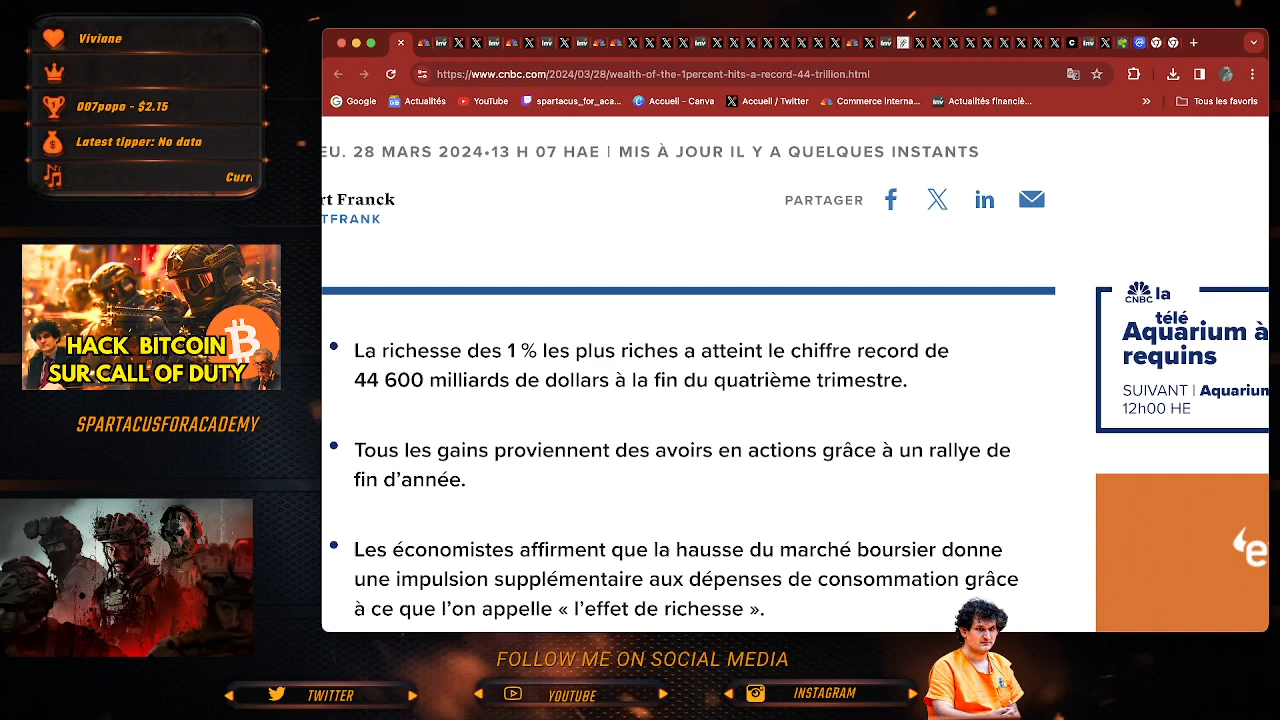 Viviane
007popo - $2.15
Latest tipper: No data
Curr
HACK BITCOIN
SUR CALL OF DUTY
SPARTACUSFORACADEMY
https://www.cnbc.com/2024/03/28/wealth-of-the-1percent-hits-a-record-44-trillion.html
Google
Actualités
YouTube
spartacus_for_aca...
Accueil - Canva
Accueil / Twitter
Commerce interna...
Actualités financiè...
»
Tous les favoris
EU. 28 MARS 2024•13 H 07 HAE | MIS À JOUR IL Y A QUELQUES INSTANTS
rt Franck
TFRANK
PARTAGER
• La richesse des 1 % les plus riches a atteint le chiffre record de
44 600 milliards de dollars à la fin du quatrième trimestre.
• Tous les gains proviennent des avoirs en actions grâce à un rallye de
fin d’année.
• Les économistes affirment que la hausse du marché boursier donne
une impulsion supplémentaire aux dépenses de consommation grâce
à ce que l’on appelle « l’effet de richesse ».
CNBC la
télé
Aquarium à
requins
SUIVANT | Aquarium
12h00 HE
'e
FOLLOW ME ON SOCIAL MEDIA
TWITTER
YOUTUBE
INSTAGRAM